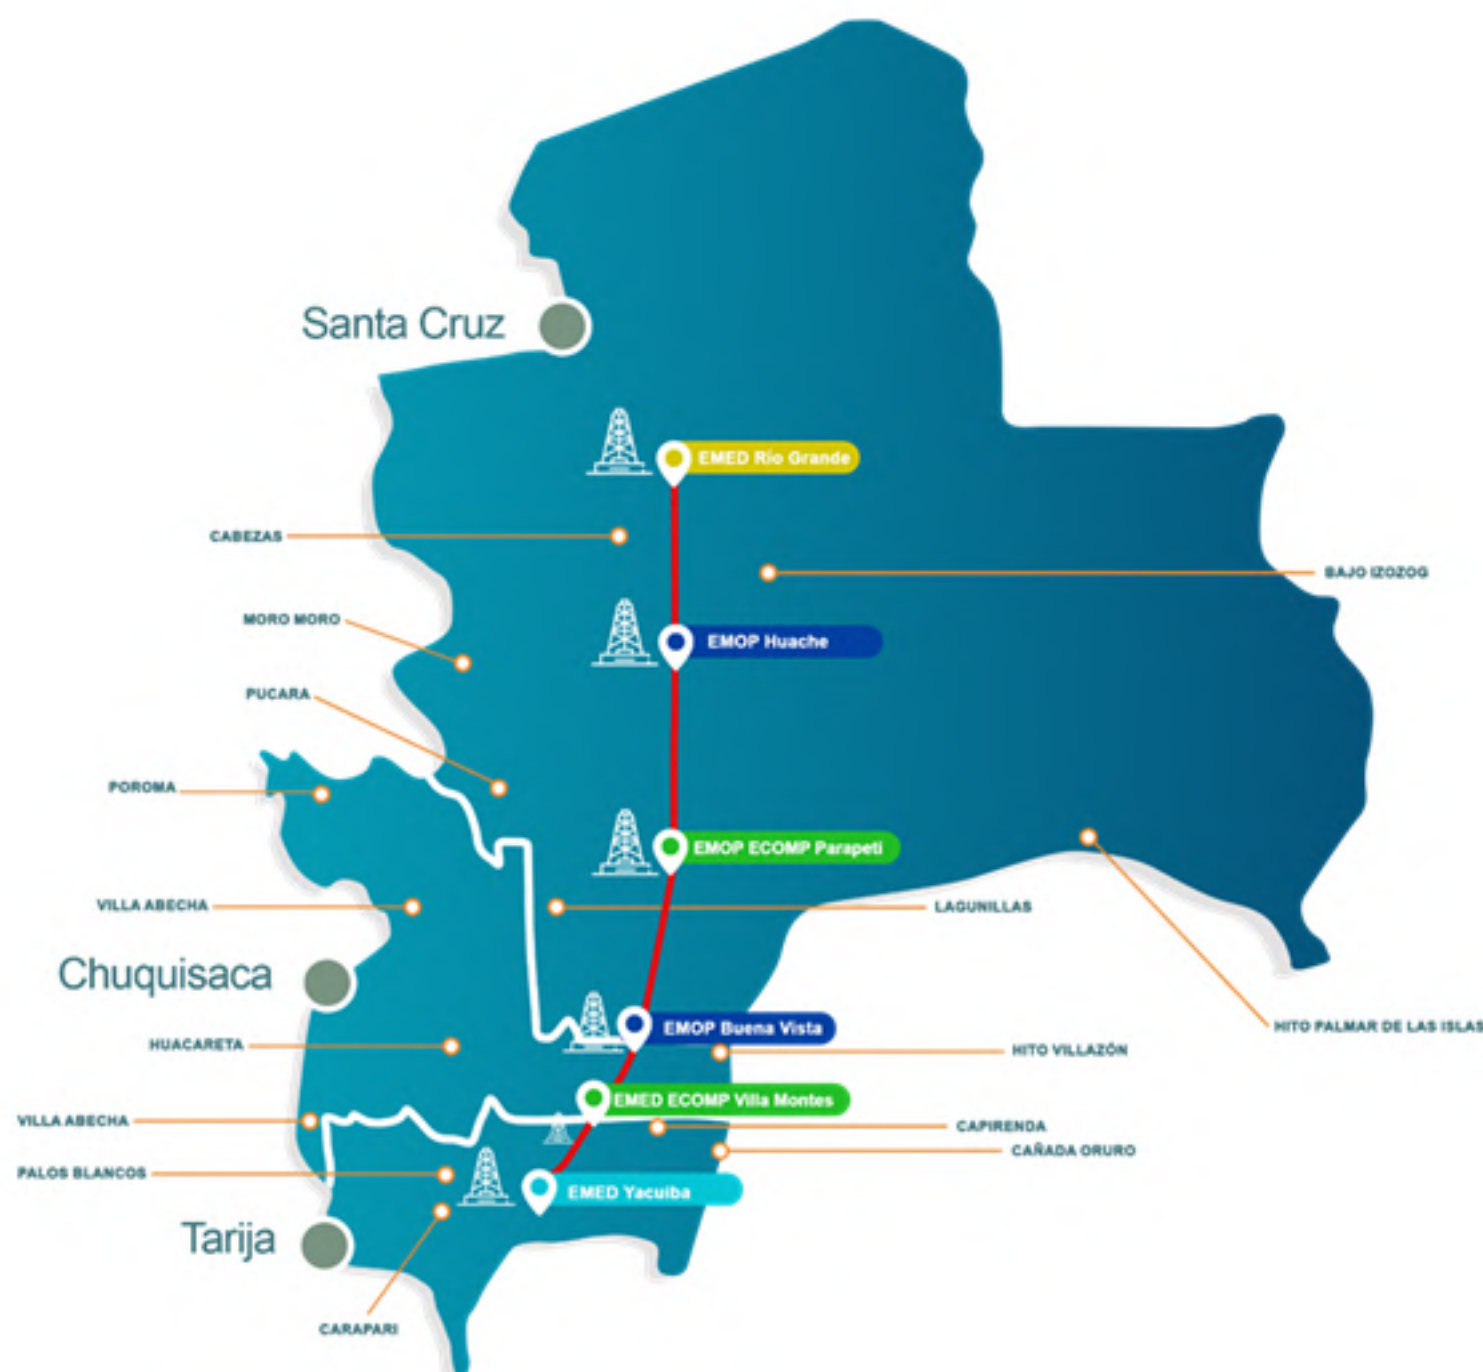 Santa Cruz
EMED Río Grande
CABEZAS
BAJO IZOZOG
MORO MORO
EMOP Huache
PUCARA
POROMA
EMOP ECOMP Parapeti
VILLA ABECHA
LAGUNILLAS
Chuquisaca
EMOP Buena Vista
HITO PALMAR DE LAS ISLAS
HUACARETA
HITO VILLAZÓN
EMED ECOMP Villa Montes
VILLA ABECHA
CAPIRENDA
CAÑADA ORURO
PALOS BLANCOS
EMED Yacuiba
Tarija
CARAPARI